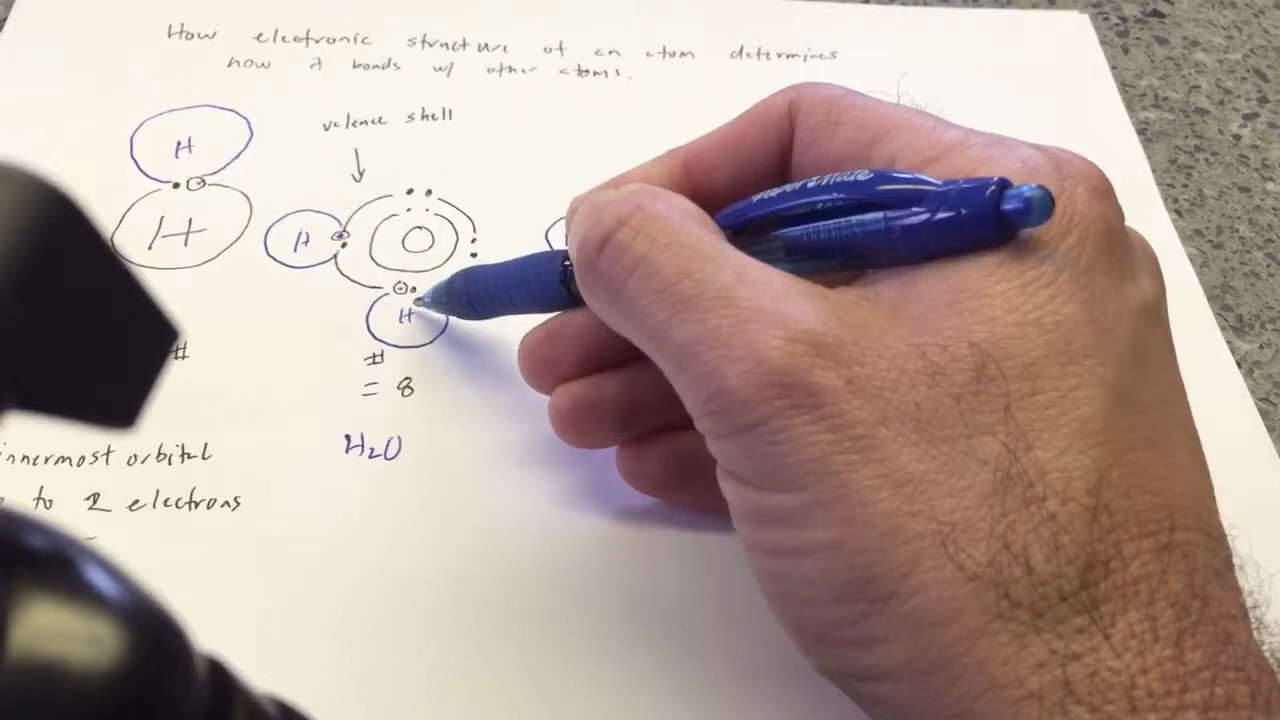 How electronic structure of an atom determines
how it bonds w/ other atoms.
valence shell
H
H
H
O
H
PaperMate
#
#
= 8
innermost orbital
H2O
to 2 electrons